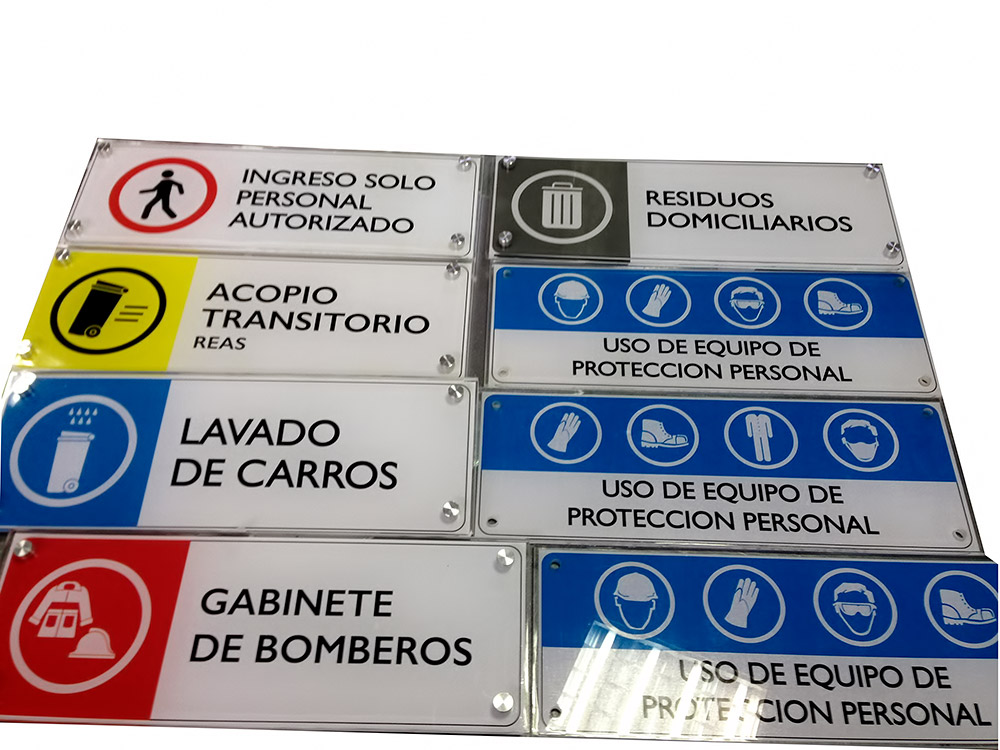 INGRESO SOLO
PERSONAL
AUTORIZADO
RESIDUOS
DOMICILIARIOS
ACOPIO
TRANSITORIO
REAS
USO DE EQUIPO DE
PROTECCION PERSONAL
LAVADO
DE CARROS
USO DE EQUIPO DE
PROTECCION PERSONAL
GABINETE
DE BOMBEROS
USO DE EQUIPO DE
PROTECCION PERSONAL